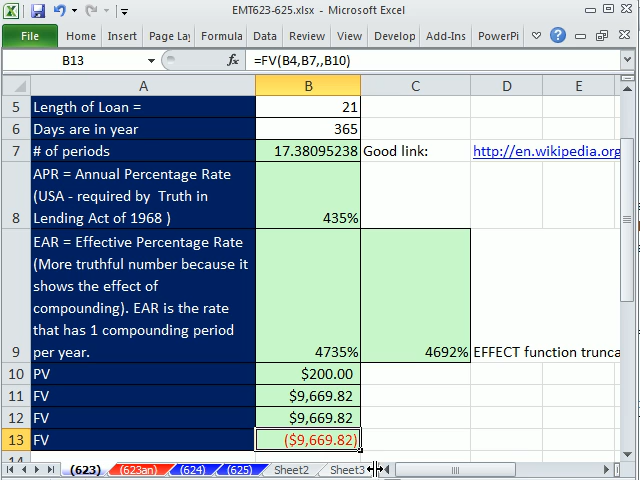 EMT623-625.xlsx - Microsoft Excel
File Home Insert Page Lay Formula Data Review View Develop Add-Ins PowerPi
B13 fx =FV(B4,B7,,B10)
A B C D E
5 Length of Loan = 21
6 Days are in year 365
7 # of periods 17.38095238 Good link: http://en.wikipedia.org
APR = Annual Percentage Rate
(USA - required by Truth in
8 Lending Act of 1968 ) 435%
EAR = Effective Percentage Rate
(More truthful number because it
shows the effect of
compounding). EAR is the rate
that has 1 compounding period
9 per year. 4735% 4692% EFFECT function trunca
10 PV $200.00
11 FV $9,669.82
12 FV $9,669.82
13 FV ($9,669.82)
14
(623) (623an) (624) (625) Sheet2 Sheet3